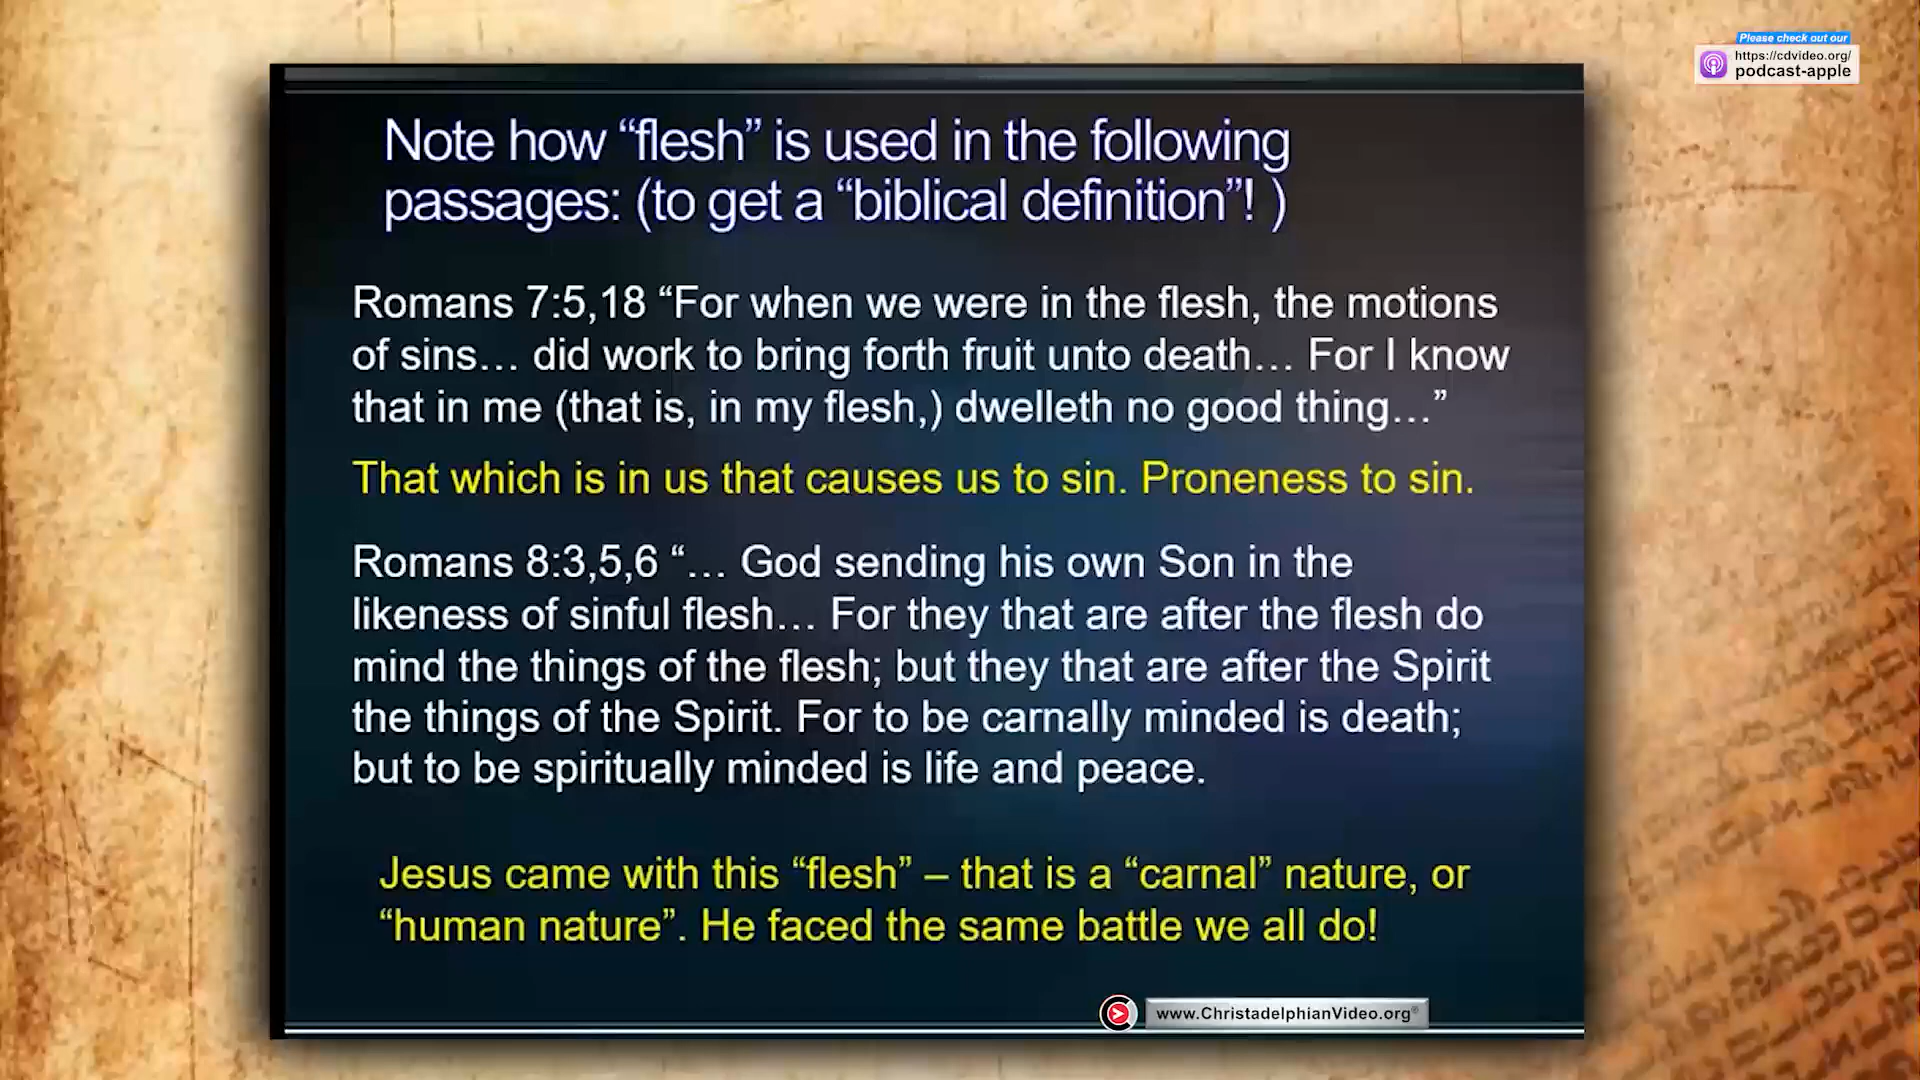 Please check out our
https://cdvideo.org/
podcast-apple
Note how “flesh” is used in the following
passages: (to get a “biblical definition”! )
Romans 7:5,18 “For when we were in the flesh, the motions
of sins… did work to bring forth fruit unto death… For I know
that in me (that is, in my flesh,) dwelleth no good thing…”
That which is in us that causes us to sin. Proneness to sin.
Romans 8:3,5,6 “… God sending his own Son in the
likeness of sinful flesh… For they that are after the flesh do
mind the things of the flesh; but they that are after the Spirit
the things of the Spirit. For to be carnally minded is death;
but to be spiritually minded is life and peace.
Jesus came with this “flesh” – that is a “carnal” nature, or
“human nature”. He faced the same battle we all do!
www.ChristadelphianVideo.org®